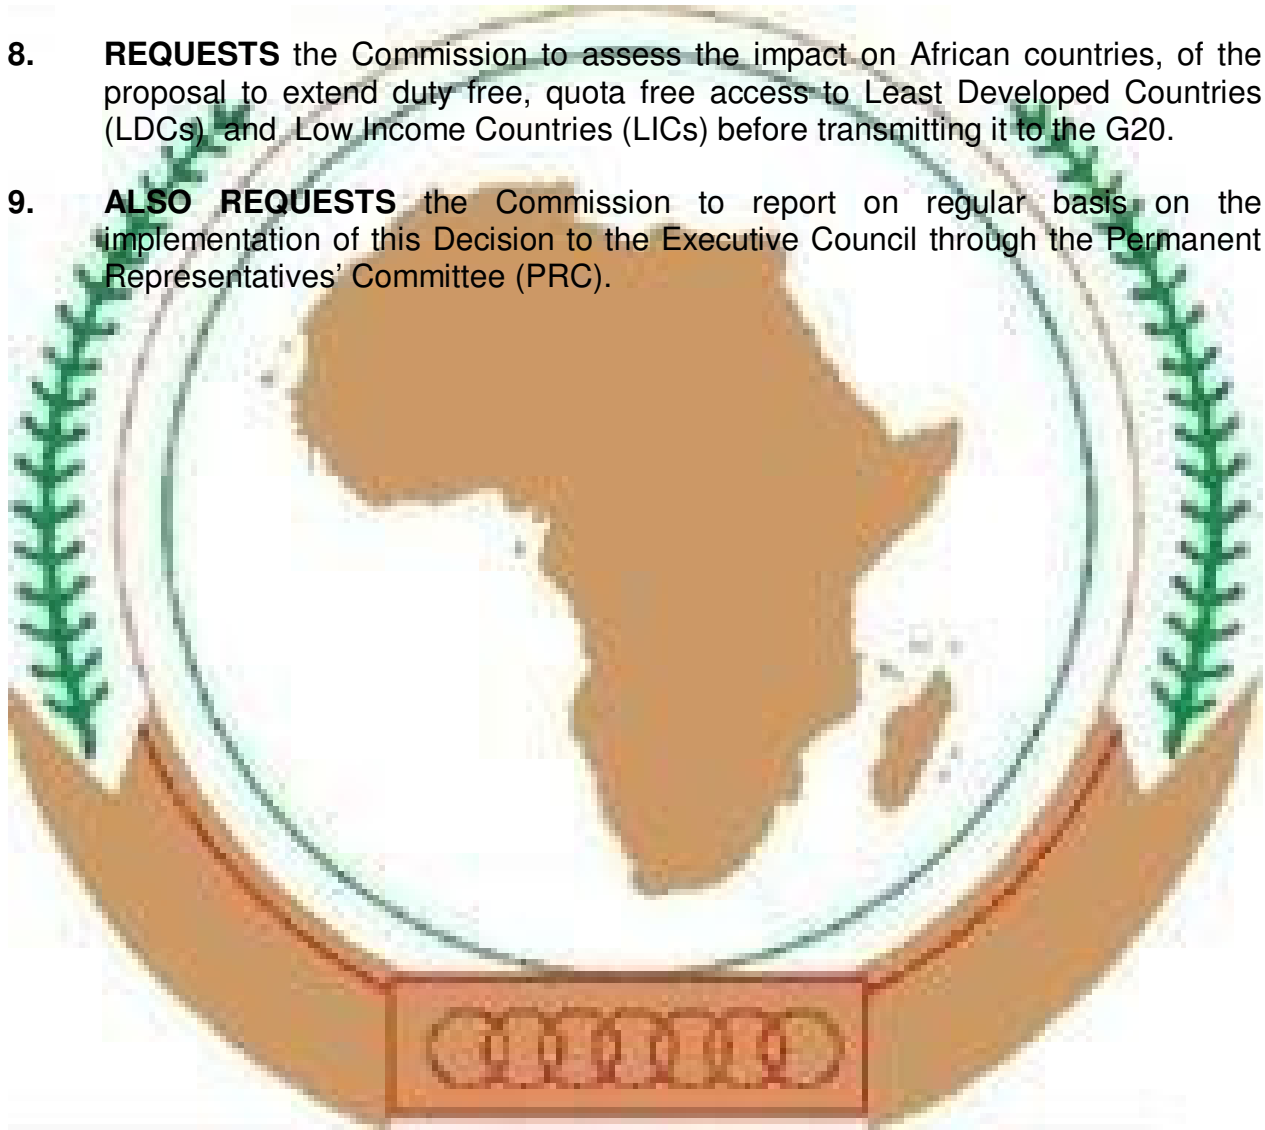 8. REQUESTS the Commission to assess the impact on African countries, of the
proposal to extend duty free, quota free access to Least Developed Countries
(LDCs) and Low Income Countries (LICs) before transmitting it to the G20.
9. ALSO REQUESTS the Commission to report on regular basis on the
implementation of this Decision to the Executive Council through the Permanent
Representatives’ Committee (PRC).